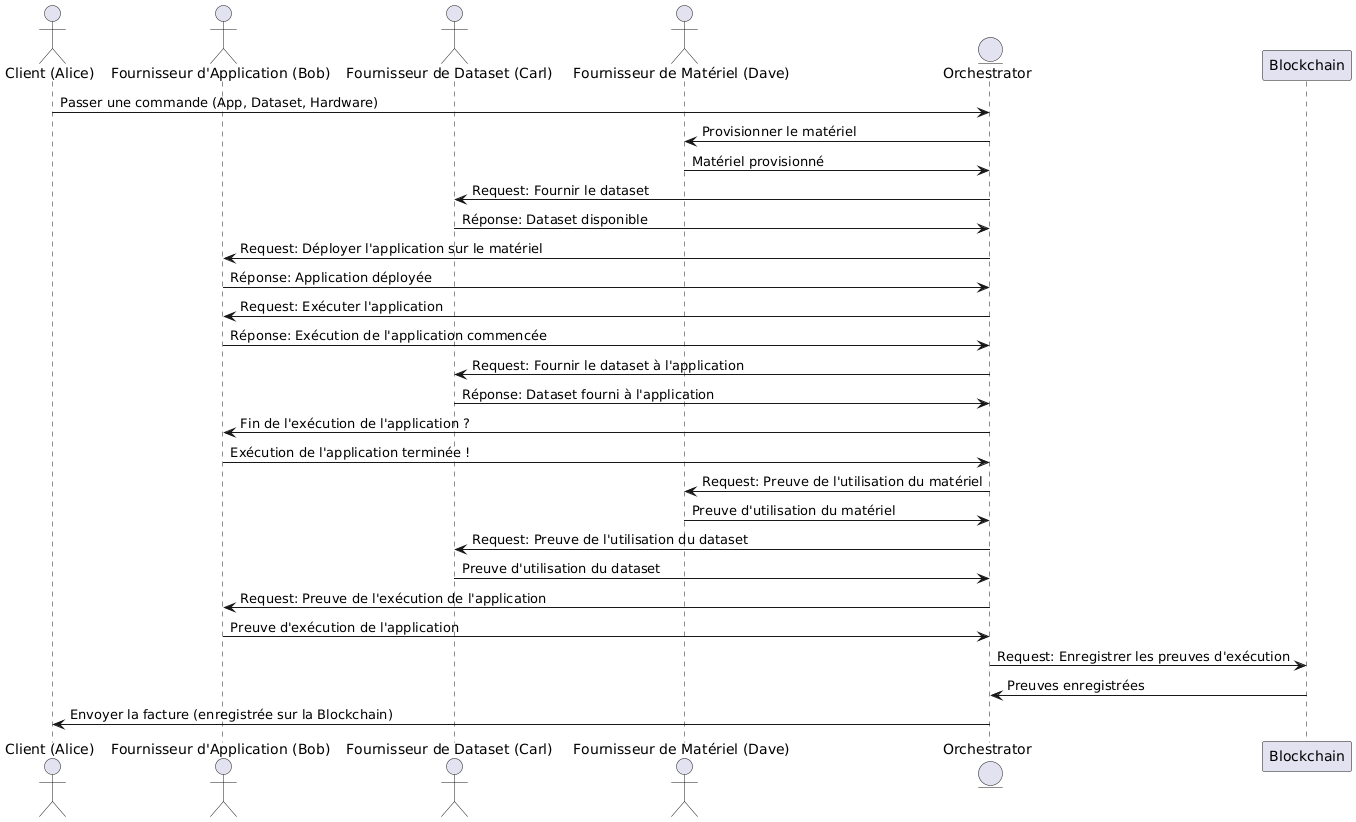 Client (Alice) Fournisseur d'Application (Bob) Fournisseur de Dataset (Carl) Fournisseur de Matériel (Dave) Orchestrator Blockchain
Passer une commande (App, Dataset, Hardware)
Provisionner le matériel
Matériel provisionné
Request: Fournir le dataset
Réponse: Dataset disponible
Request: Déployer l'application sur le matériel
Réponse: Application déployée
Request: Exécuter l'application
Réponse: Exécution de l'application commencée
Request: Fournir le dataset à l'application
Réponse: Dataset fourni à l'application
Fin de l'exécution de l'application ?
Exécution de l'application terminée !
Request: Preuve de l'utilisation du matériel
Preuve d'utilisation du matériel
Request: Preuve de l'utilisation du dataset
Preuve d'utilisation du dataset
Request: Preuve de l'exécution de l'application
Preuve d'exécution de l'application
Request: Enregistrer les preuves d'exécution
Preuves enregistrées
Envoyer la facture (enregistrée sur la Blockchain)
Client (Alice) Fournisseur d'Application (Bob) Fournisseur de Dataset (Carl) Fournisseur de Matériel (Dave) Orchestrator Blockchain